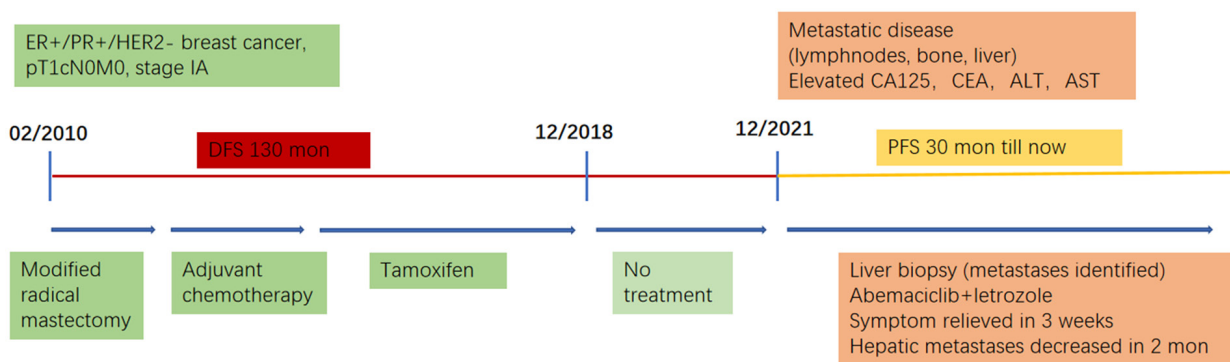 ER+/PR+/HER2- breast cancer,
pT1cN0M0, stage IA
Metastatic disease
(lymphnodes, bone, liver)
Elevated CA125, CEA, ALT, AST
02/2010
12/2018
12/2021
DFS 130 mon
PFS 30 mon till now
Modified
radical
mastectomy
Adjuvant
chemotherapy
Tamoxifen
No
treatment
Liver biopsy (metastases identified)
Abemaciclib+letrozole
Symptom relieved in 3 weeks
Hepatic metastases decreased in 2 mon